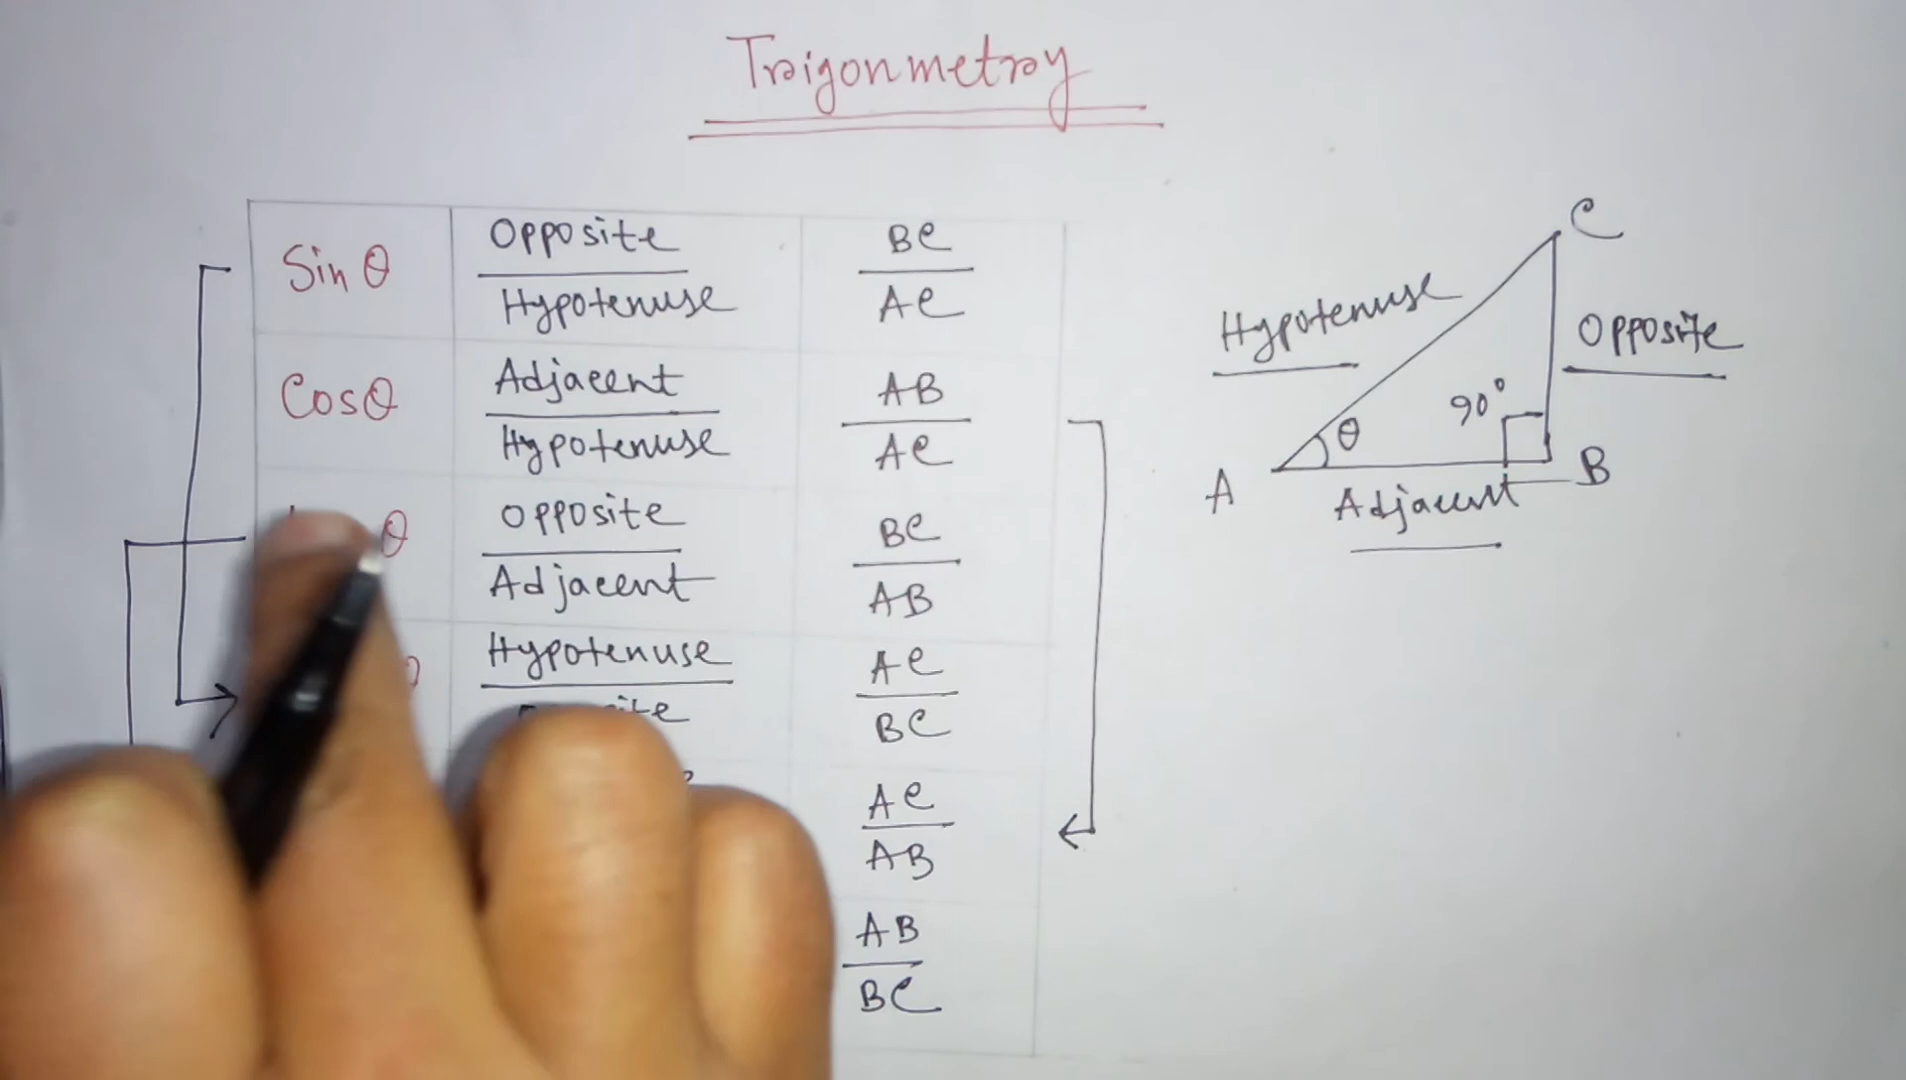 Trigonmetry
Sin θ
Opposite
Hypotenuse
BC
AC
Cosθ
Adjacent
Hypotenuse
AB
AC
θ
Opposite
Adjacent
BC
AB
Hypotenuse
AC
BC
AC
AB
AB
BC
C
Hypotenuse
Opposite
90°
θ
A
B
Adjacent